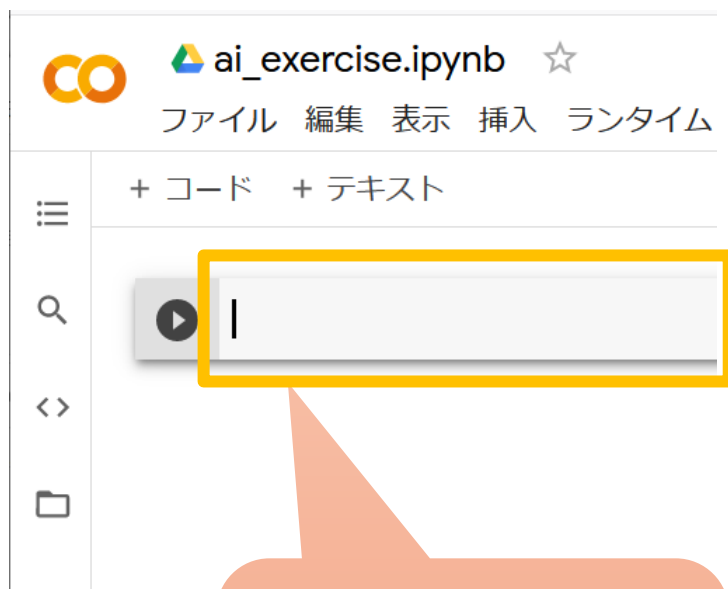 ai_exercise.ipynb
ファイル 編集 表示 挿入 ランタイム
+ コード + テキスト